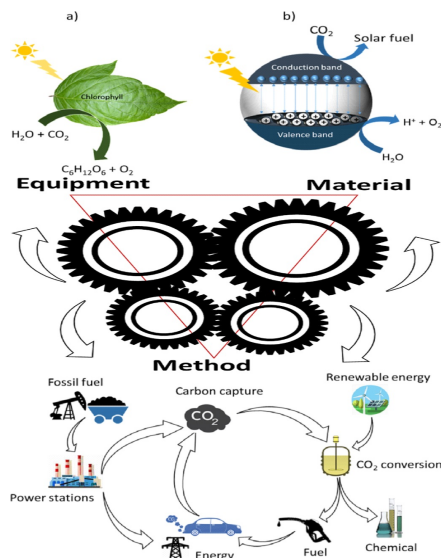 a)
b)
CO₂
Solar fuel
Conduction band
Chlorophyll
H₂O + CO₂
C₆H₁₂O₆ + O₂
Valence band
H⁺ + O₂
H₂O
Equipment
Material
Method
Fossil fuel
Carbon capture
Renewable energy
CO₂
CO₂ conversion
Power stations
Energy
Fuel
Chemical